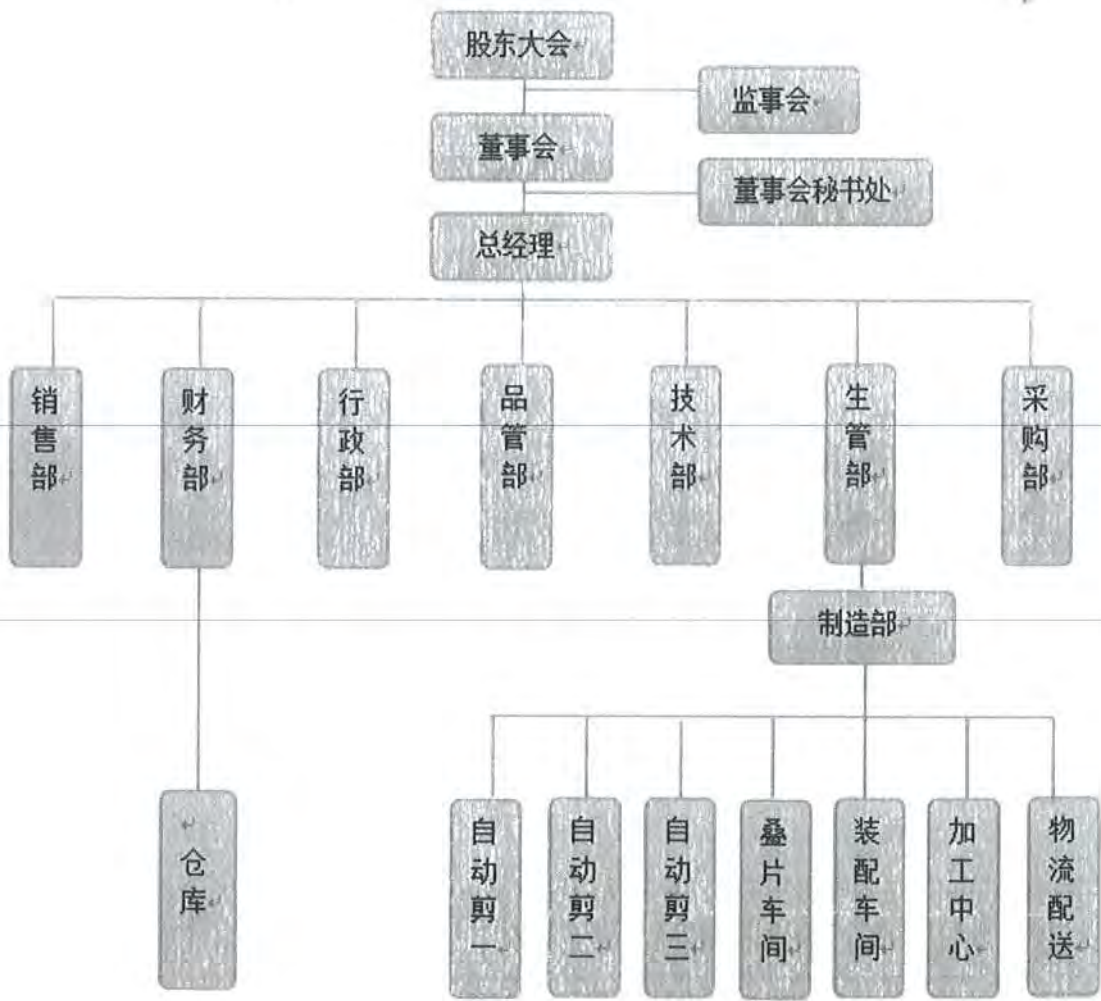 股东大会
监事会
董事会
董事会秘书处
总经理
销售部
财务部
行政部
品管部
技术部
生管部
采购部
制造部
仓库
自动剪一
自动剪二
自动剪三
叠片车间
装配车间
加工中心
物流配送